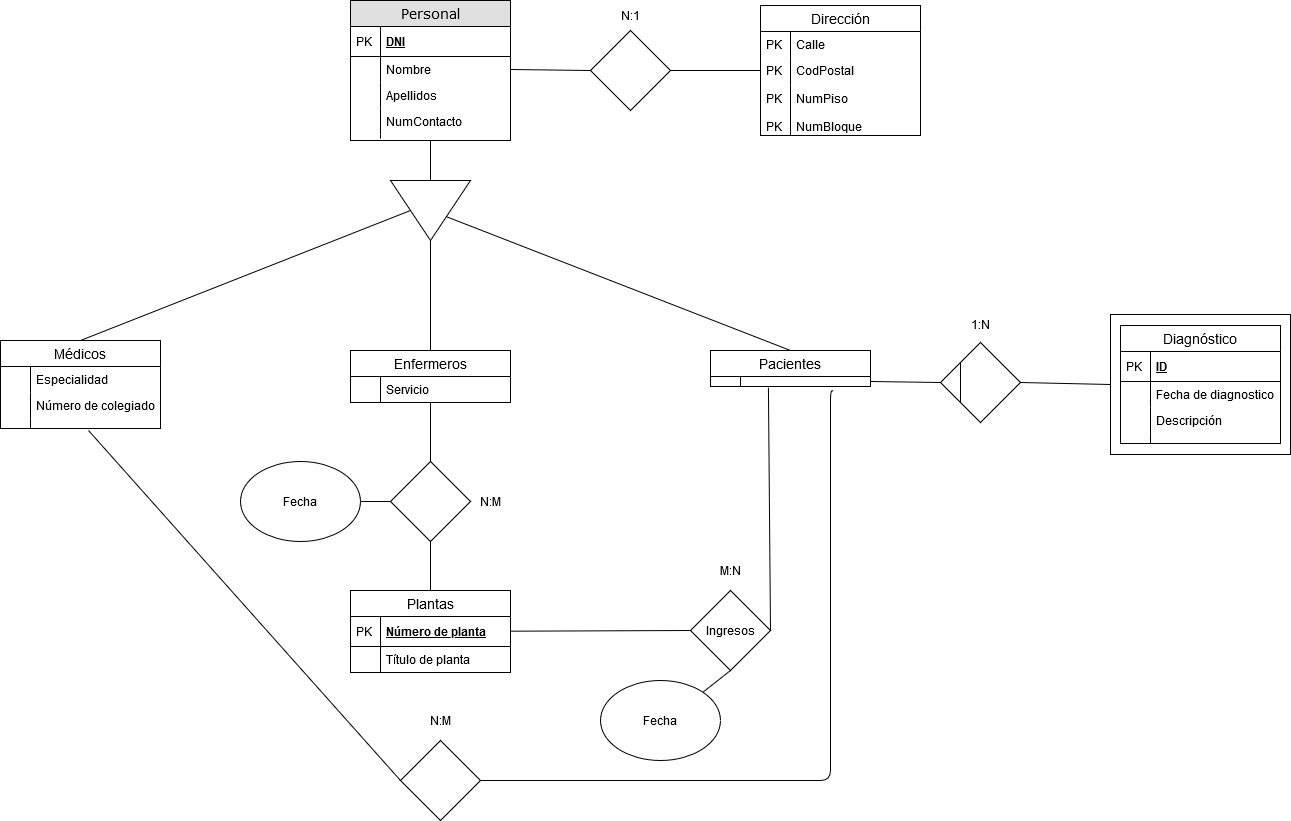 Personal
PK DNI
Nombre
Apellidos
NumContacto
N:1
Dirección
PK Calle
PK CodPostal
PK NumPiso
PK NumBloque
Médicos
Especialidad
Número de colegiado
Enfermeros
Servicio
Pacientes
1:N
Diagnóstico
PK ID
Fecha de diagnostico
Descripción
Fecha
N:M
Plantas
PK Número de planta
Título de planta
M:N
Ingresos
Fecha
N:M